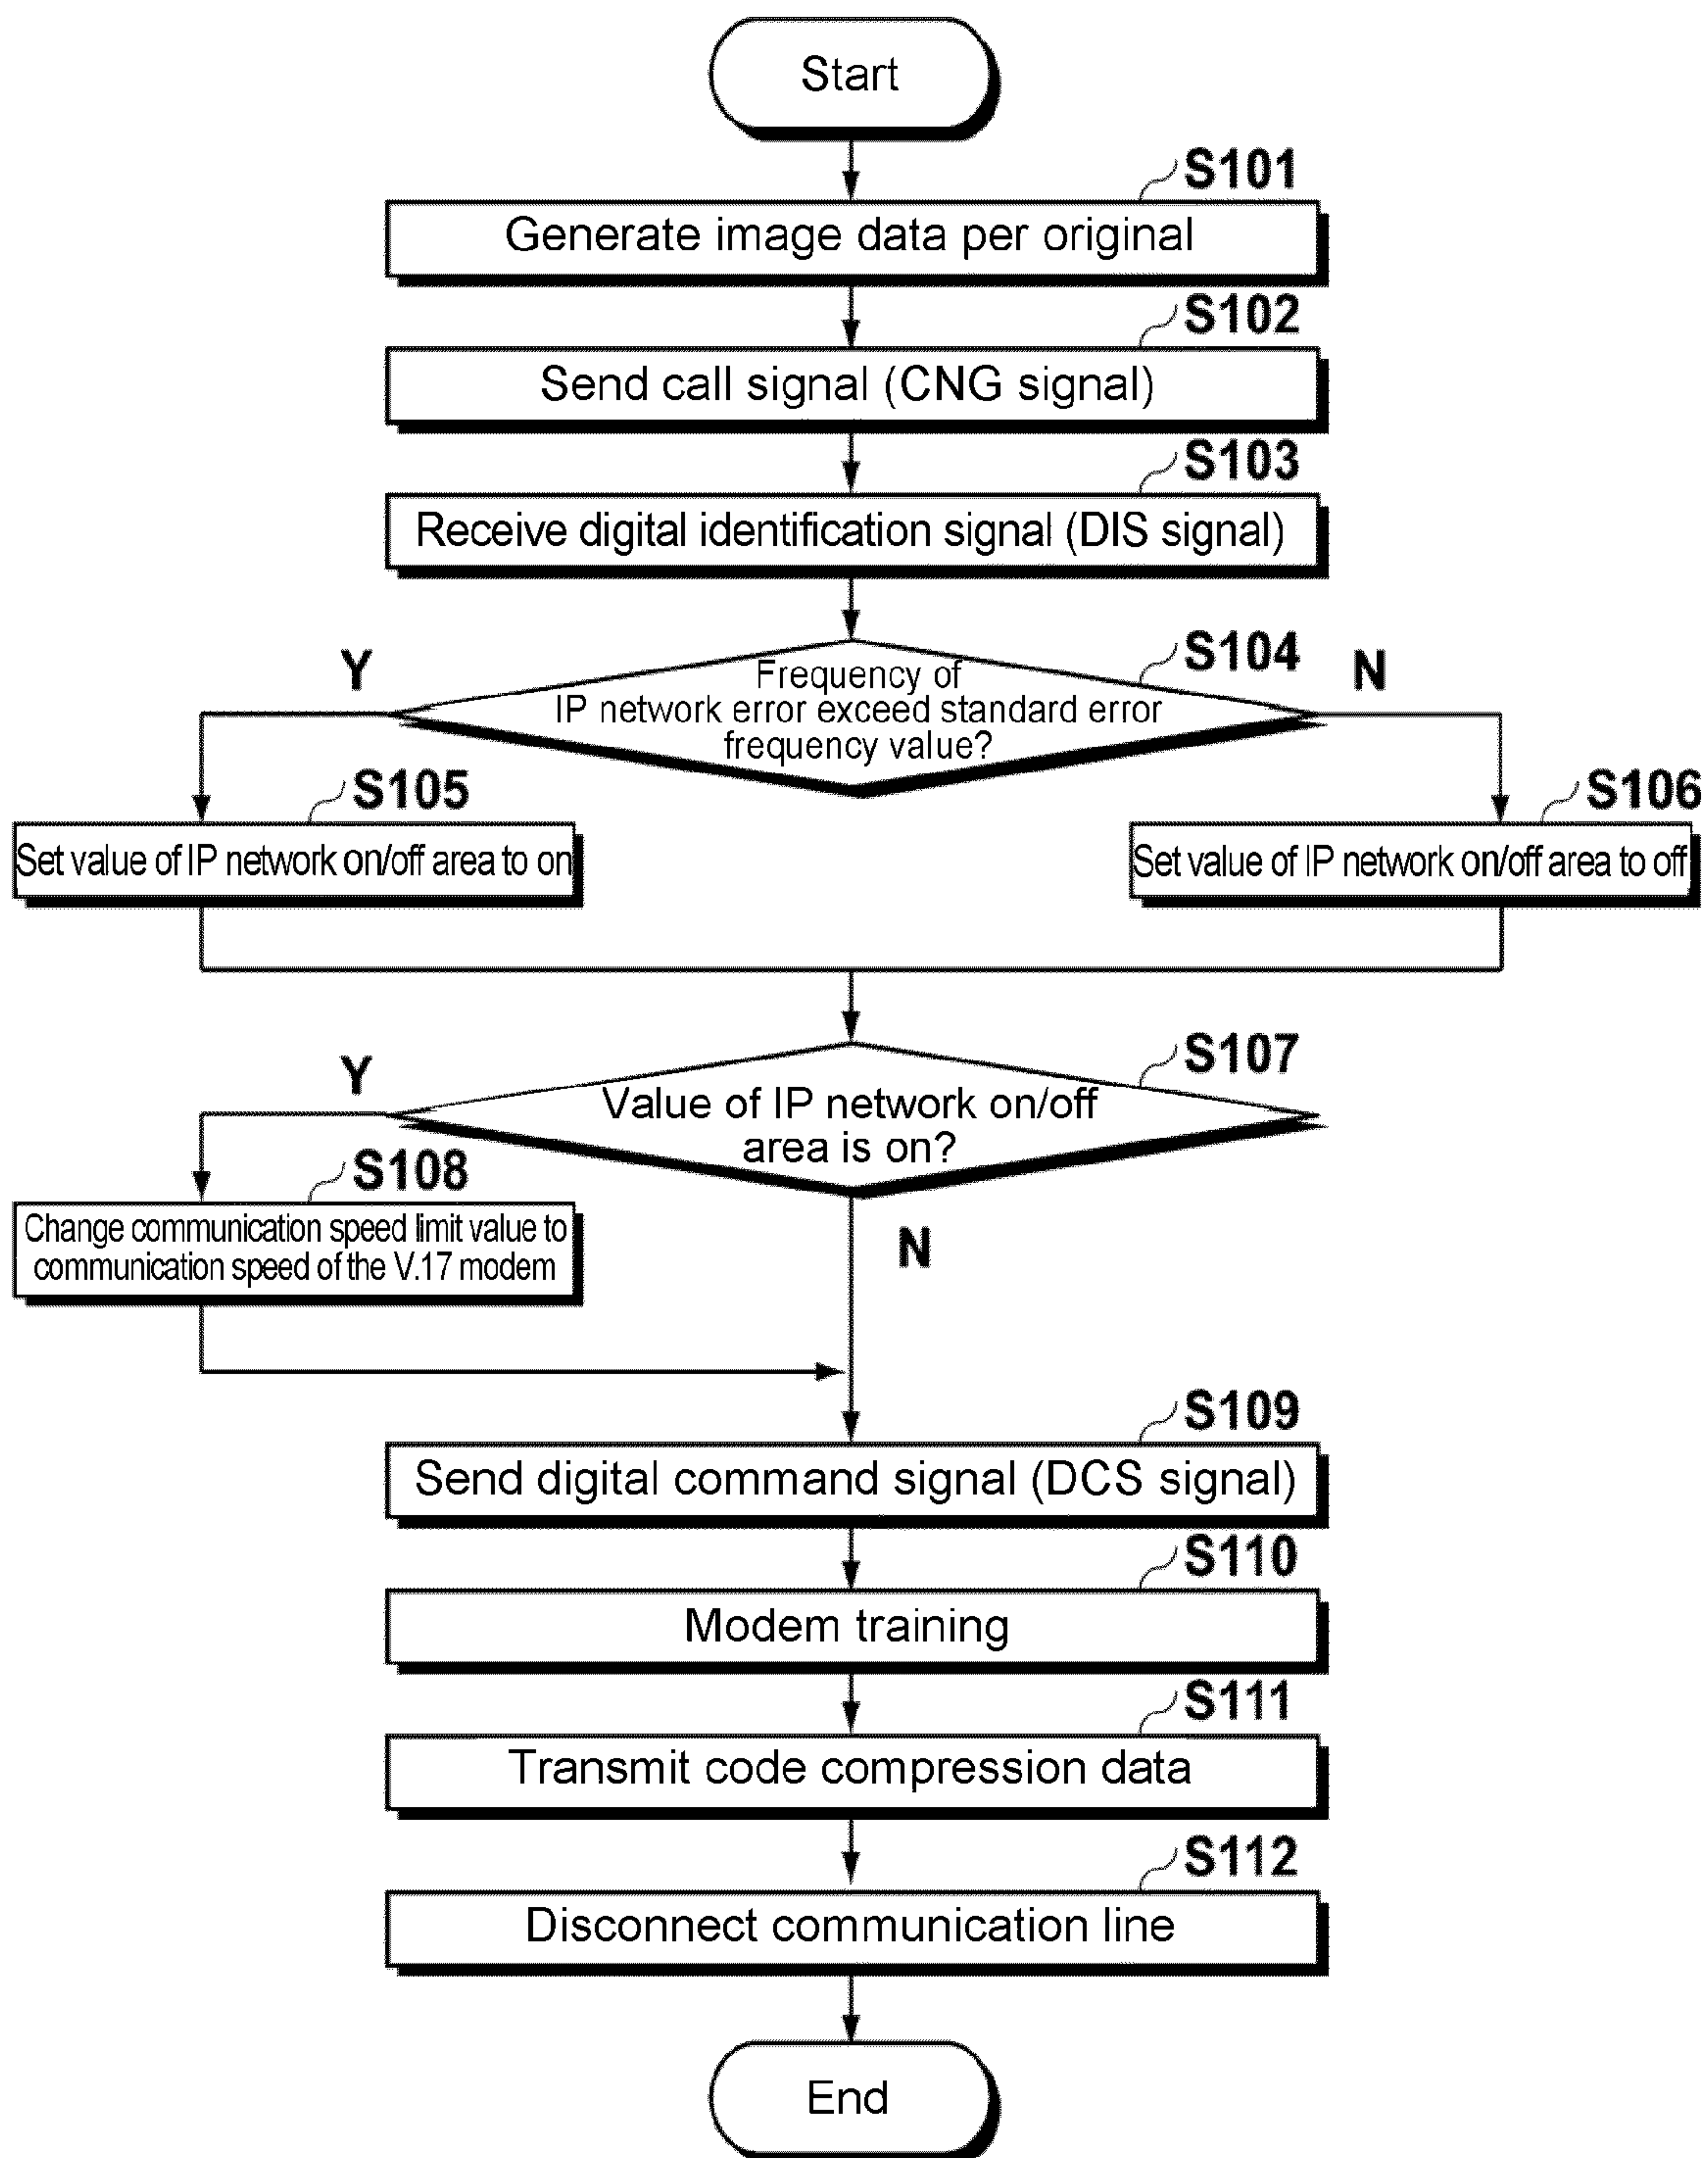 Start
S101
Generate image data per original
S102
Send call signal (CNG signal)
S103
Receive digital identification signal (DIS signal)
S104
Y
N
Frequency of
IP network error exceed standard error
frequency value?
S105
Set value of IP network on/off area to on
S106
Set value of IP network on/off area to off
S107
Y
Value of IP network on/off
area is on?
S108
Change communication speed limit value to
communication speed of the V.17 modem
N
S109
Send digital command signal (DCS signal)
S110
Modem training
S111
Transmit code compression data
S112
Disconnect communication line
End